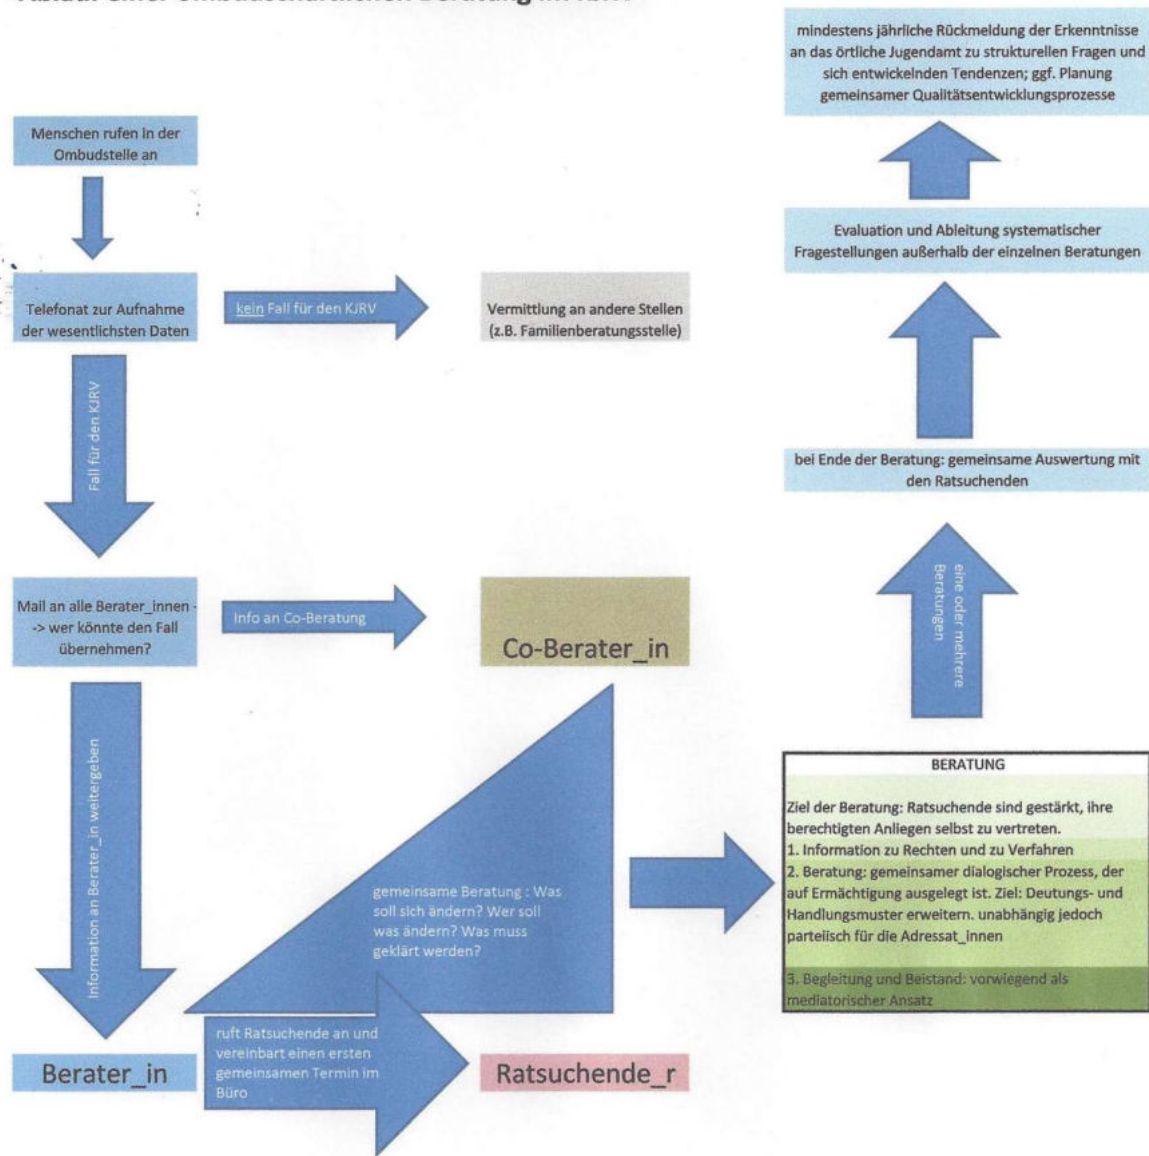 Ablauf einer ombudschaftlichen Beratung im KJRV
Menschen rufen in der
Ombudstelle an
Telefonat zur Aufnahme
der wesentlichsten Daten
kein Fall für den KJRV
Vermittlung an andere Stellen
(z.B. Familienberatungsstelle)
Fall für den KJRV
Mail an alle Berater_innen -
-> wer könnte den Fall
übernehmen?
Info an Co-Beratung
Co-Berater_in
Information an Berater_in weitergeben
gemeinsame Beratung : Was
soll sich ändern? Wer soll
was ändern? Was muss
geklärt werden?
Berater_in
ruft Ratsuchende an und
vereinbart einen ersten
gemeinsamen Termin im
Büro
Ratsuchende_r
BERATUNG
Ziel der Beratung: Ratsuchende sind gestärkt, ihre
berechtigten Anliegen selbst zu vertreten.
1. Information zu Rechten und zu Verfahren
2. Beratung: gemeinsamer dialogischer Prozess, der
auf Ermächtigung ausgelegt ist. Ziel: Deutungs- und
Handlungsmuster erweitern. unabhängig jedoch
parteiisch für die Adressat_innen
3. Begleitung und Beistand: vorwiegend als
mediatorischer Ansatz
eine oder mehrere
Beratungen
bei Ende der Beratung: gemeinsame Auswertung mit
den Ratsuchenden
Evaluation und Ableitung systematischer
Fragestellungen außerhalb der einzelnen Beratungen
mindestens jährliche Rückmeldung der Erkenntnisse
an das örtliche Jugendamt zu strukturellen Fragen und
sich entwickelnden Tendenzen; ggf. Planung
gemeinsamer Qualitätsentwicklungsprozesse